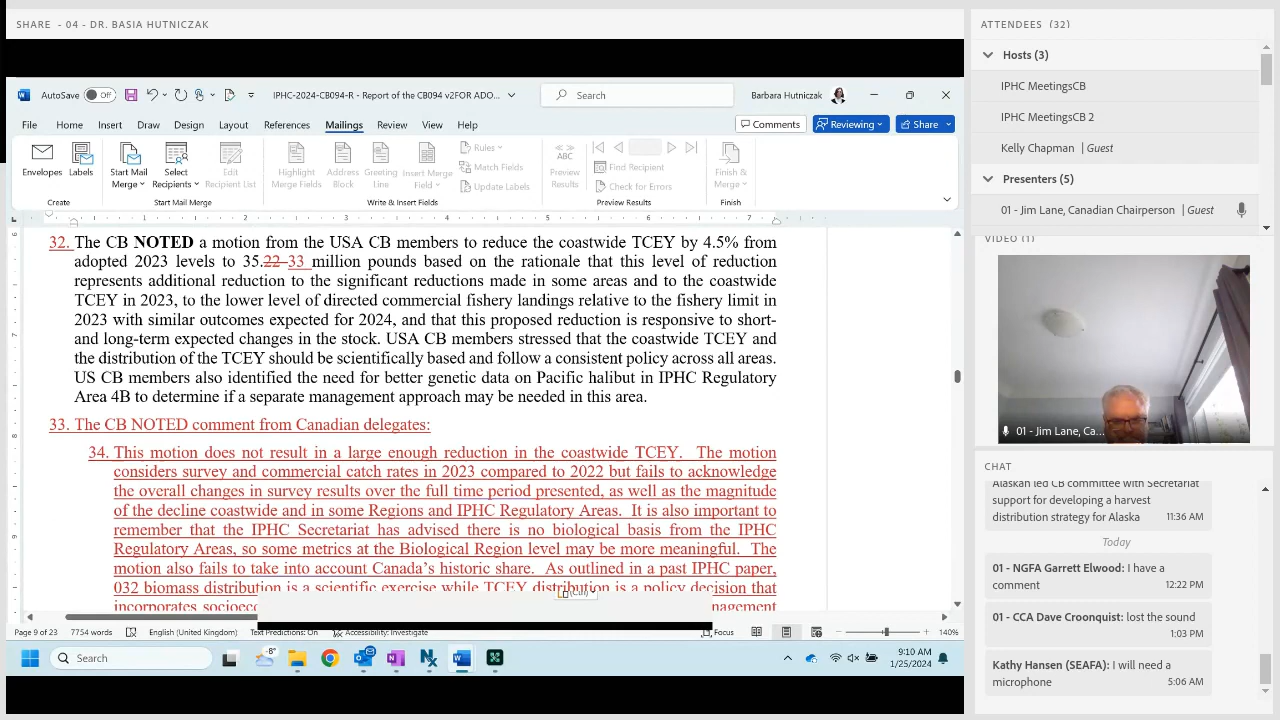 SHARE - 04 - DR. BASIA HUTNICZAK
AutoSave Off
IPHC-2024-CB094-R - Report of the CB094 v2FOR ADO...
Search
Barbara Hutniczak
File Home Insert Draw Design Layout References Mailings Review View Help
Comments Reviewing Share
Envelopes
Labels
Create
Start Mail
Merge
Select
Recipients
Edit
Recipient List
Start Mail Merge
Highlight
Merge Fields
Address
Block
Greeting
Line
Insert Merge
Field
Rules
Match Fields
Update Labels
Write & Insert Fields
ABC
Preview
Results
Find Recipient
Check for Errors
Preview Results
Finish &
Merge
Finish
32. The CB NOTED a motion from the USA CB members to reduce the coastwide TCEY by 4.5% from
adopted 2023 levels to 35.22 33 million pounds based on the rationale that this level of reduction
represents additional reduction to the significant reductions made in some areas and to the coastwide
TCEY in 2023, to the lower level of directed commercial fishery landings relative to the fishery limit in
2023 with similar outcomes expected for 2024, and that this proposed reduction is responsive to short-
and long-term expected changes in the stock. USA CB members stressed that the coastwide TCEY and
the distribution of the TCEY should be scientifically based and follow a consistent policy across all areas.
US CB members also identified the need for better genetic data on Pacific halibut in IPHC Regulatory
Area 4B to determine if a separate management approach may be needed in this area.
33. The CB NOTED comment from Canadian delegates:
34. This motion does not result in a large enough reduction in the coastwide TCEY. The motion
considers survey and commercial catch rates in 2023 compared to 2022 but fails to acknowledge
the overall changes in survey results over the full time period presented, as well as the magnitude
of the decline coastwide and in some Regions and IPHC Regulatory Areas. It is also important to
remember that the IPHC Secretariat has advised there is no biological basis from the IPHC
Regulatory Areas, so some metrics at the Biological Region level may be more meaningful. The
motion also fails to take into account Canada's historic share. As outlined in a past IPHC paper,
032 biomass distribution is a scientific exercise while TCEY distribution is a policy decision that
incorporates
(Ctrl)
Page 9 of 23 7754 words English (United Kingdom) Text Predictions: On Accessibility: Investigate Focus 140%
-8°
Search
9:10 AM
1/25/2024
ATTENDEES (32)
Hosts (3)
IPHC MeetingsCB
IPHC MeetingsCB 2
Kelly Chapman | Guest
Presenters (5)
01 - Jim Lane, Canadian Chairperson | Guest
VIDEO (1)
01 - Jim Lane, Ca...
CHAT
Alaskan led CB committee with Secretariat
support for developing a harvest
distribution strategy for Alaska 11:36 AM
Today
01 - NGFA Garrett Elwood: I have a
comment 12:22 PM
01 - CCA Dave Croonquist: lost the sound
1:03 PM
Kathy Hansen (SEAFA): I will need
microphone 5:06 AM